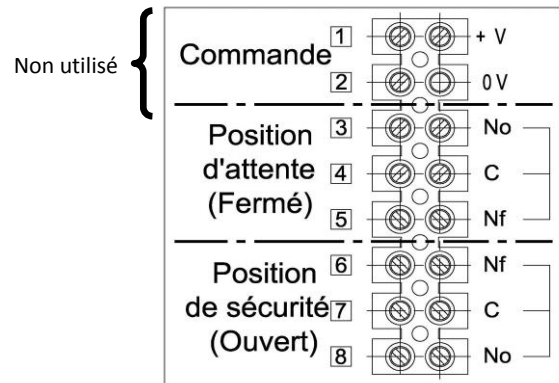 Non utilisé
Commande
1 + V
2 0 V
Position
d'attente
(Fermé)
3 No
4 C
5 Nf
Position
de sécurité
(Ouvert)
6 Nf
7 C
8 No